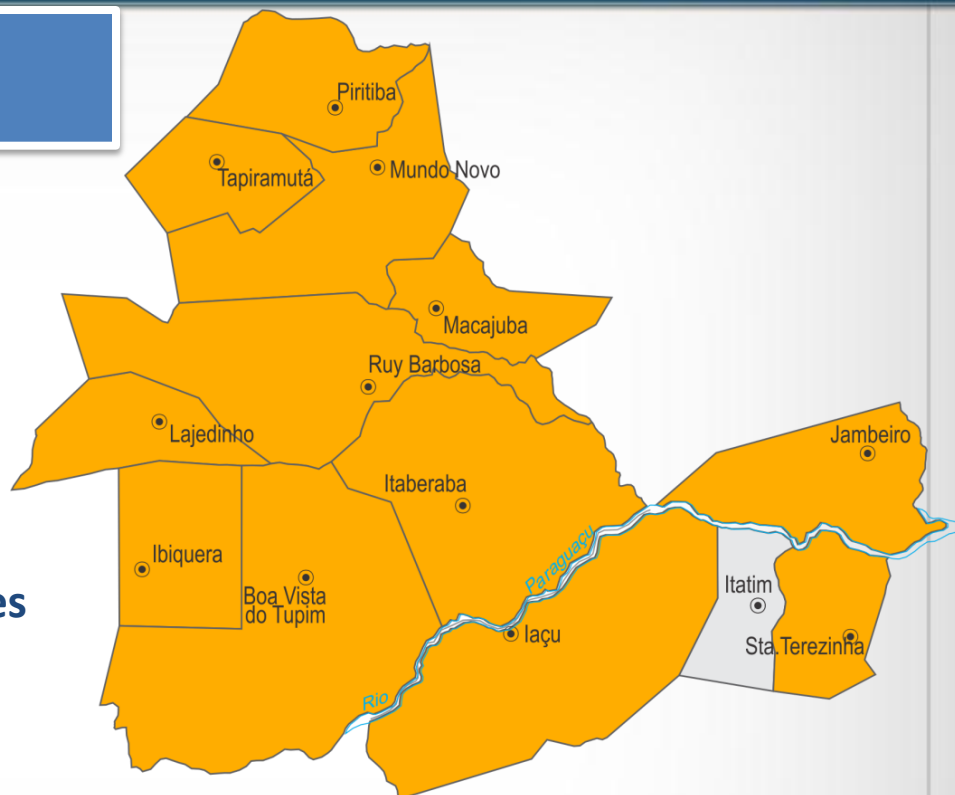 Piritiba
Tapiramutá
Mundo Novo
Macajuba
Ruy Barbosa
Lajedinho
Jambeiro
Itaberaba
Paraguaçu
Ibiquera
Boa Vista
do Tupim
es
Itatim
Iaçu
Sta.Terezinha
Rio